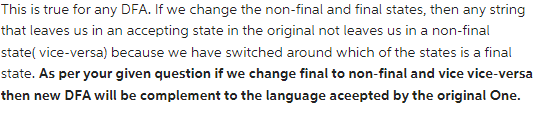 This is true for any DFA. If we change the non-final and final states, then any string
that leaves us in an accepting state in the original not leaves us in a non-final
state( vice-versa) because we have switched around which of the states is a final
state. As per your given question if we change final to non-final and vice vice-versa
then new DFA will be complement to the language aceepted by the original One.